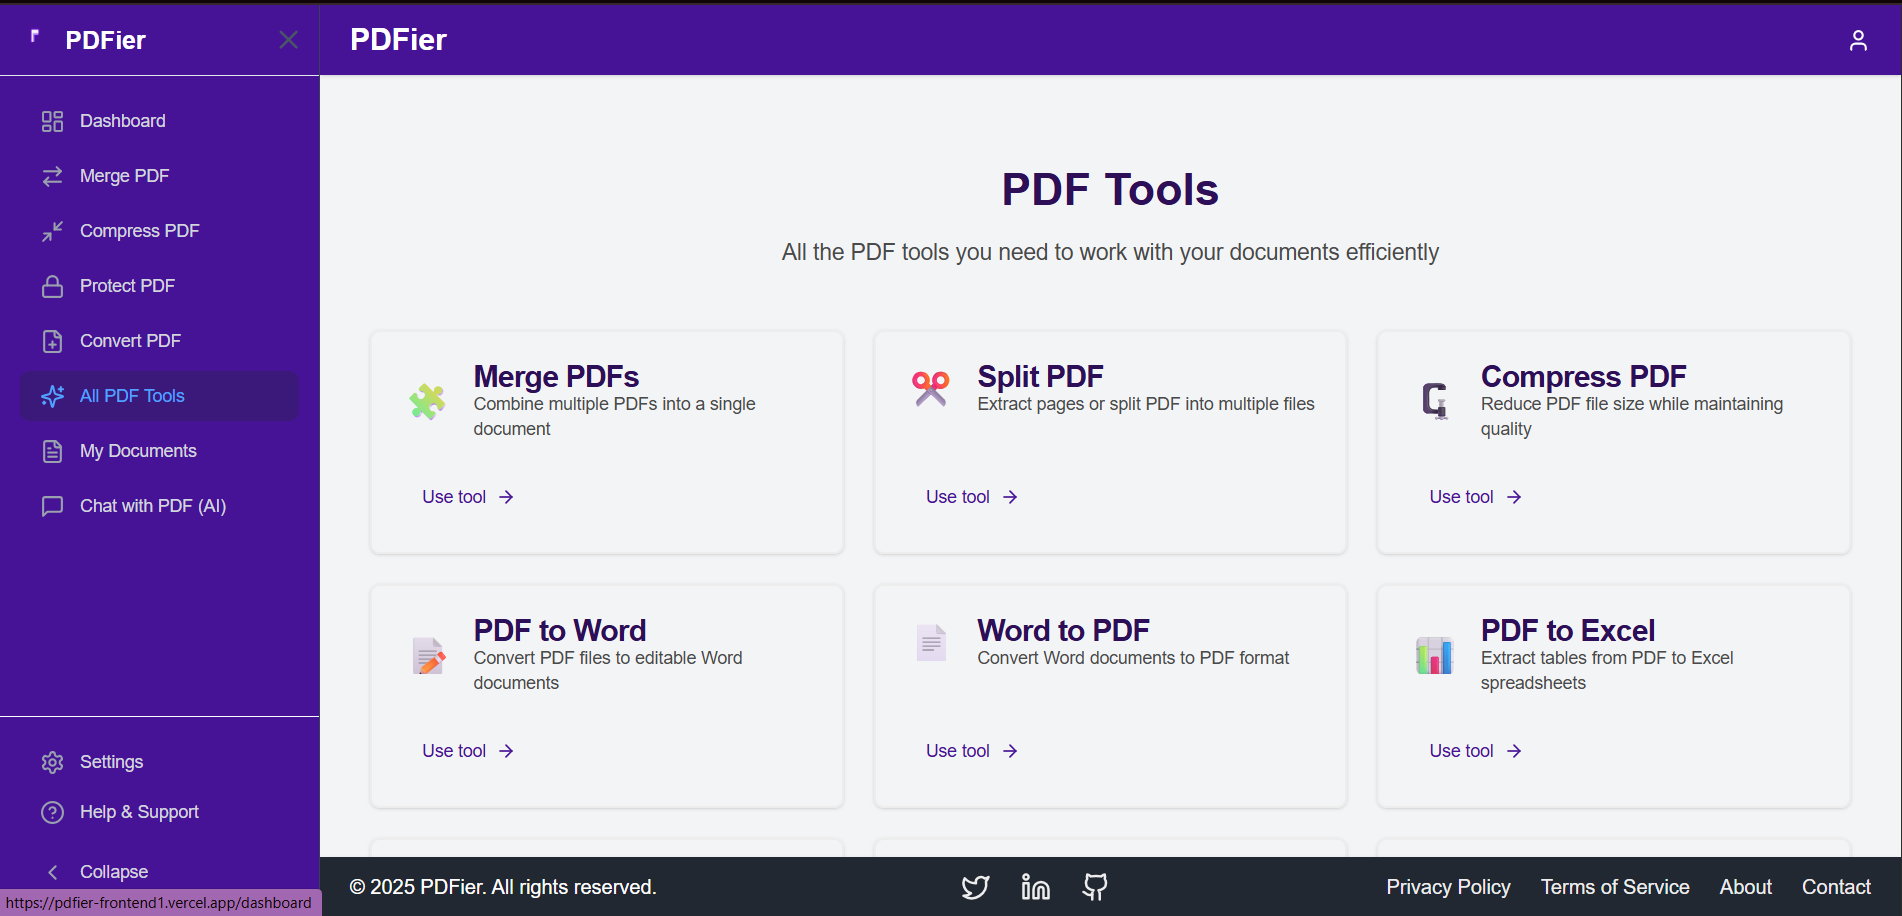 PDFier
PDFier
Dashboard
Merge PDF
Compress PDF
Protect PDF
Convert PDF
All PDF Tools
My Documents
Chat with PDF (AI)
Settings
Help & Support
Collapse
https://pdfier-frontend1.vercel.app/dashboard
PDF Tools
All the PDF tools you need to work with your documents efficiently
Merge PDFs
Combine multiple PDFs into a single
document
Use tool
Split PDF
Extract pages or split PDF into multiple files
Use tool
Compress PDF
Reduce PDF file size while maintaining
quality
Use tool
PDF to Word
Convert PDF files to editable Word
documents
Use tool
Word to PDF
Convert Word documents to PDF format
Use tool
PDF to Excel
Extract tables from PDF to Excel
spreadsheets
Use tool
© 2025 PDFier. All rights reserved.
Privacy Policy
Terms of Service
About
Contact